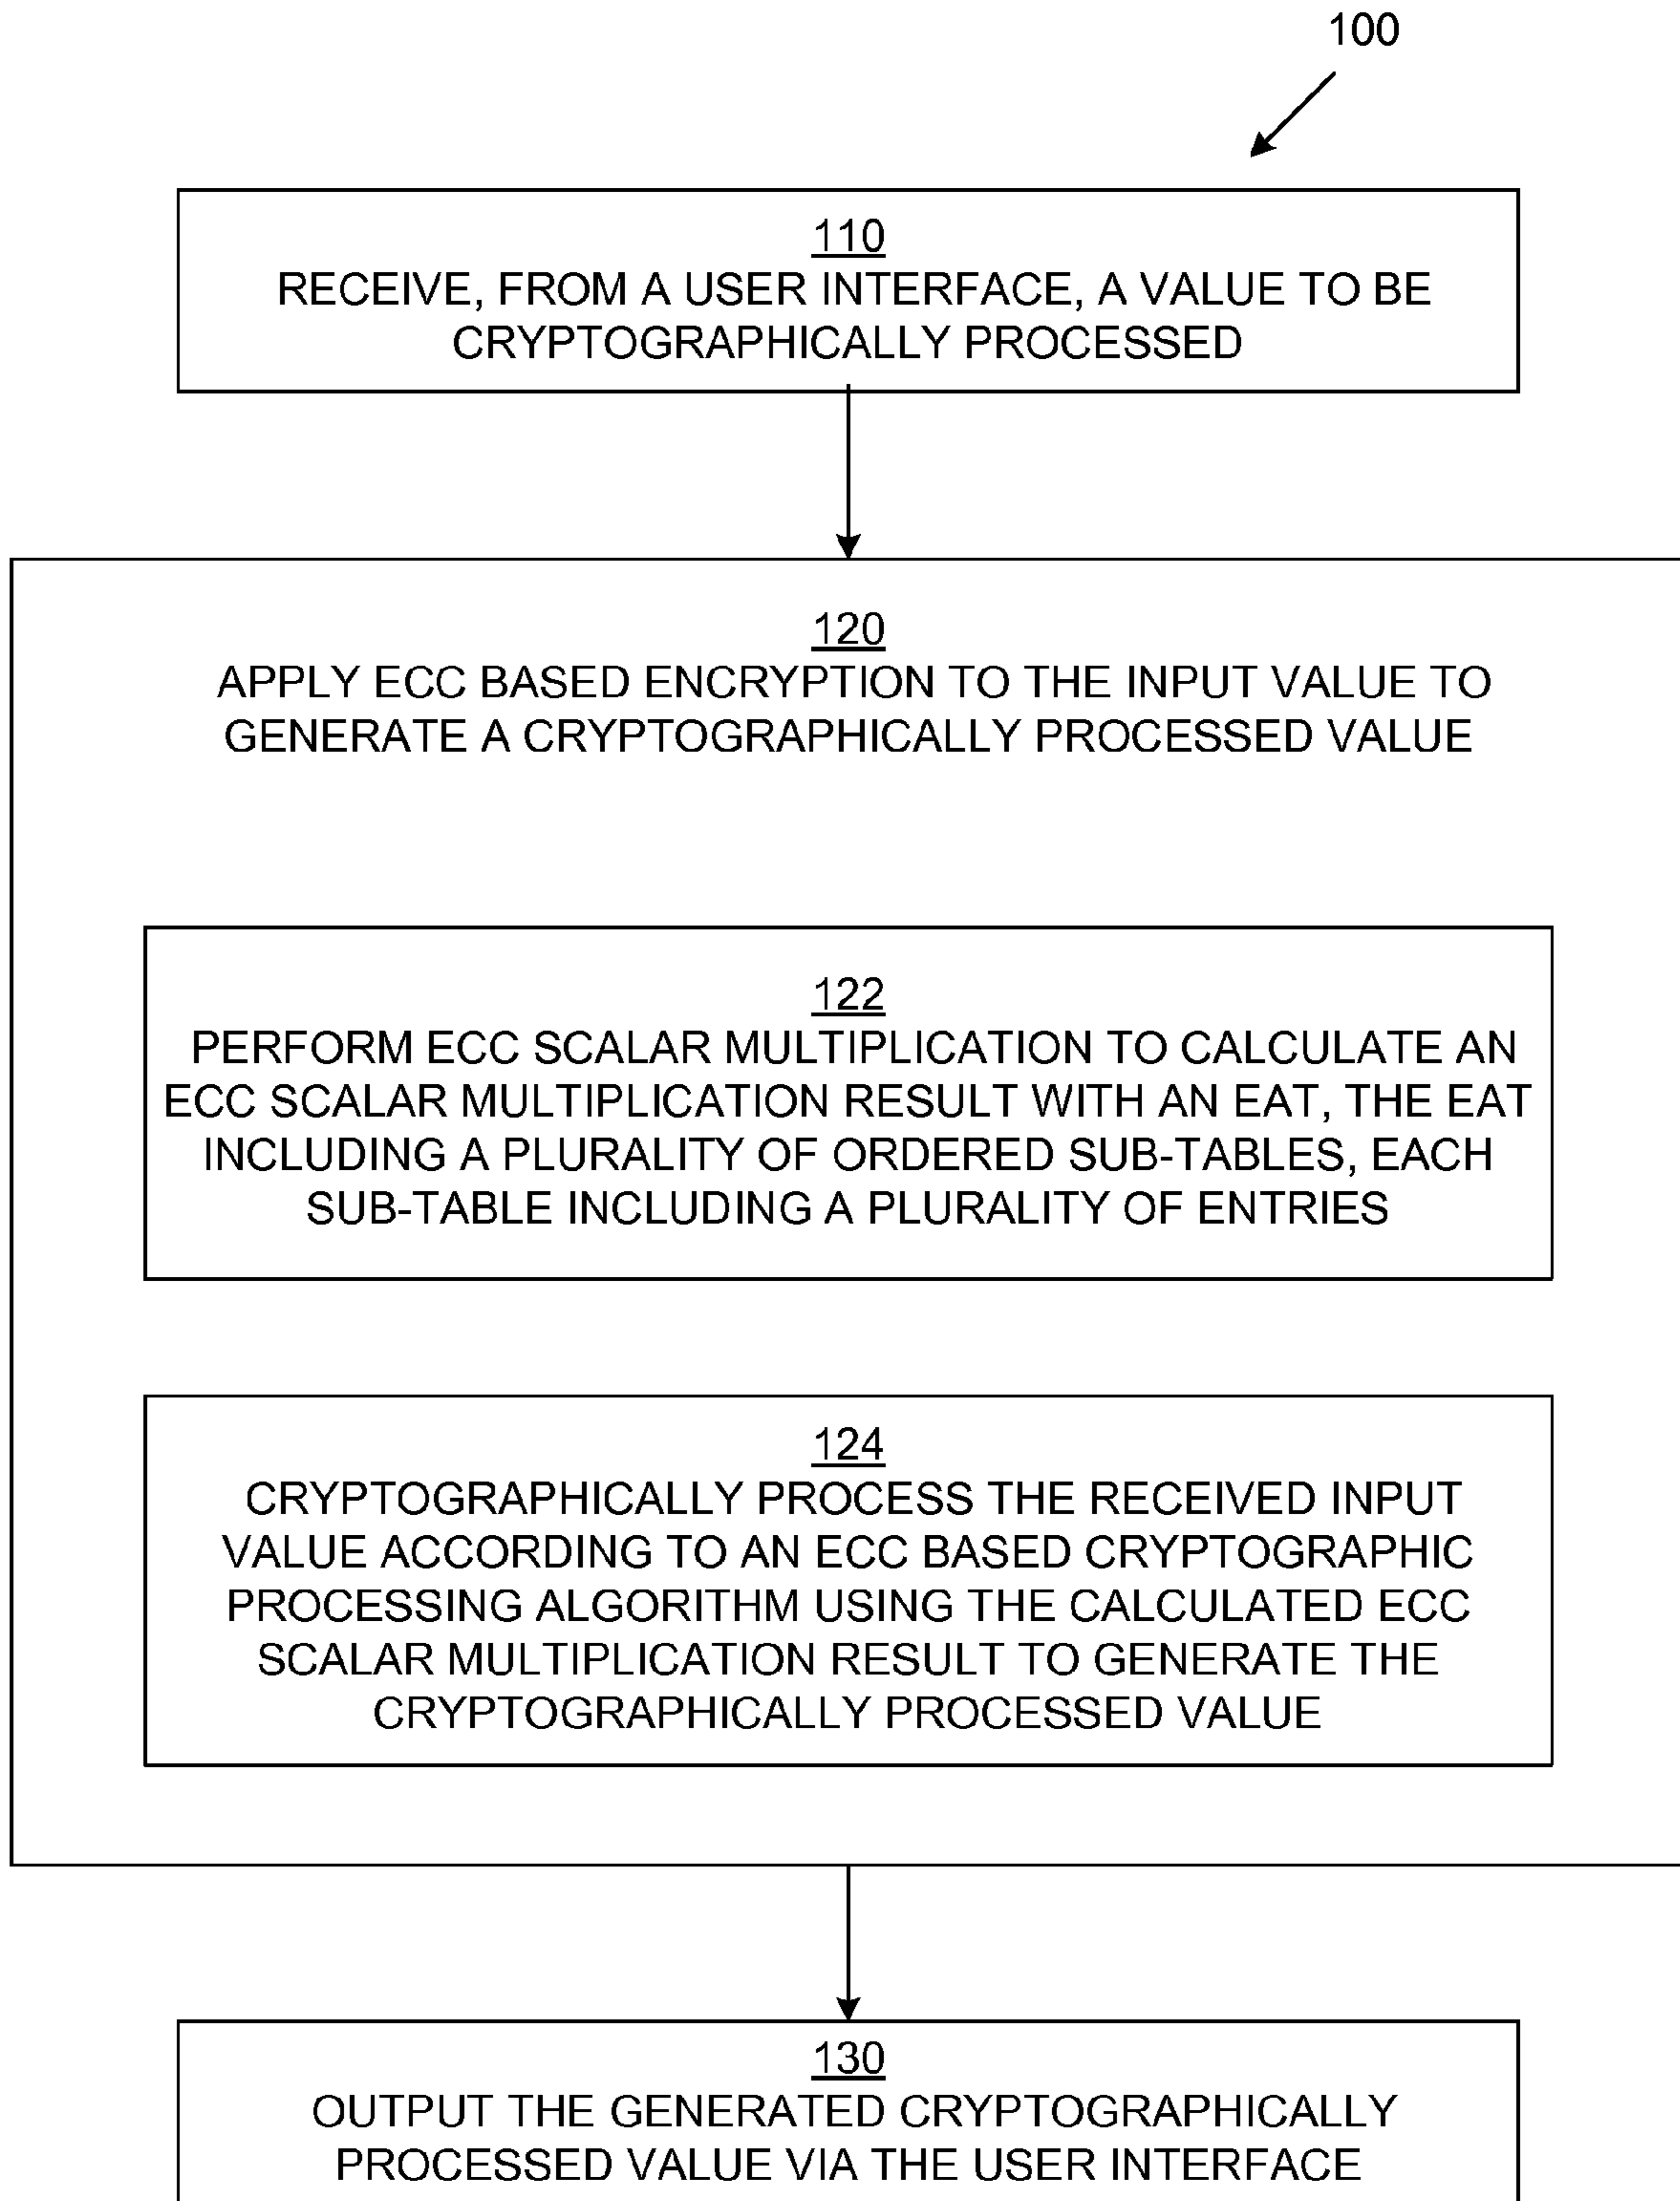 100
110
RECEIVE, FROM A USER INTERFACE, A VALUE TO BE
CRYPTOGRAPHICALLY PROCESSED
120
APPLY ECC BASED ENCRYPTION TO THE INPUT VALUE TO
GENERATE A CRYPTOGRAPHICALLY PROCESSED VALUE
122
PERFORM ECC SCALAR MULTIPLICATION TO CALCULATE AN
ECC SCALAR MULTIPLICATION RESULT WITH AN EAT, THE EAT
INCLUDING A PLURALITY OF ORDERED SUB-TABLES, EACH
SUB-TABLE INCLUDING A PLURALITY OF ENTRIES
124
CRYPTOGRAPHICALLY PROCESS THE RECEIVED INPUT
VALUE ACCORDING TO AN ECC BASED CRYPTOGRAPHIC
PROCESSING ALGORITHM USING THE CALCULATED ECC
SCALAR MULTIPLICATION RESULT TO GENERATE THE
CRYPTOGRAPHICALLY PROCESSED VALUE
130
OUTPUT THE GENERATED CRYPTOGRAPHICALLY
PROCESSED VALUE VIA THE USER INTERFACE